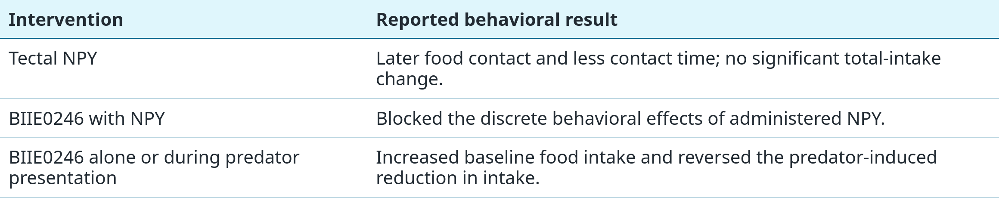 Intervention
Reported behavioral result
Tectal NPY
Later food contact and less contact time; no significant total-intake
change.
BIIE0246 with NPY
Blocked the discrete behavioral effects of administered NPY.
BIIE0246 alone or during predator
presentation
Increased baseline food intake and reversed the predator-induced
reduction in intake.